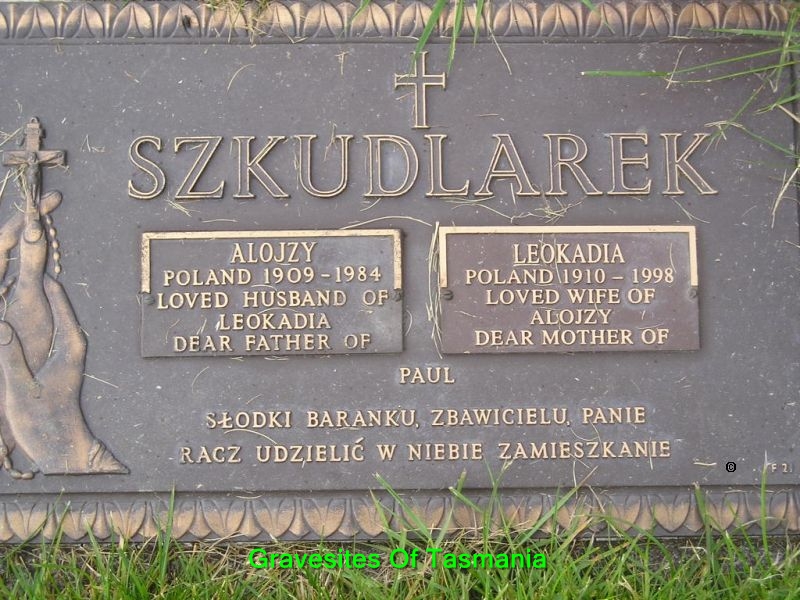 SZKUDLAREK
ALOJZY
POLAND 1909 - 1984
LOVED HUSBAND OF
LEOKADIA
DEAR FATHER OF
LEOKADIA
POLAND 1910 - 1998
LOVED WIFE OF
ALOJZY
DEAR MOTHER OF
PAUL
SŁODKI BARANKU, ZBAWICIELU, PANIE
RACZ UDZIELIĆ W NIEBIE ZAMIESZKANIE
©
Gravesites Of Tasmania